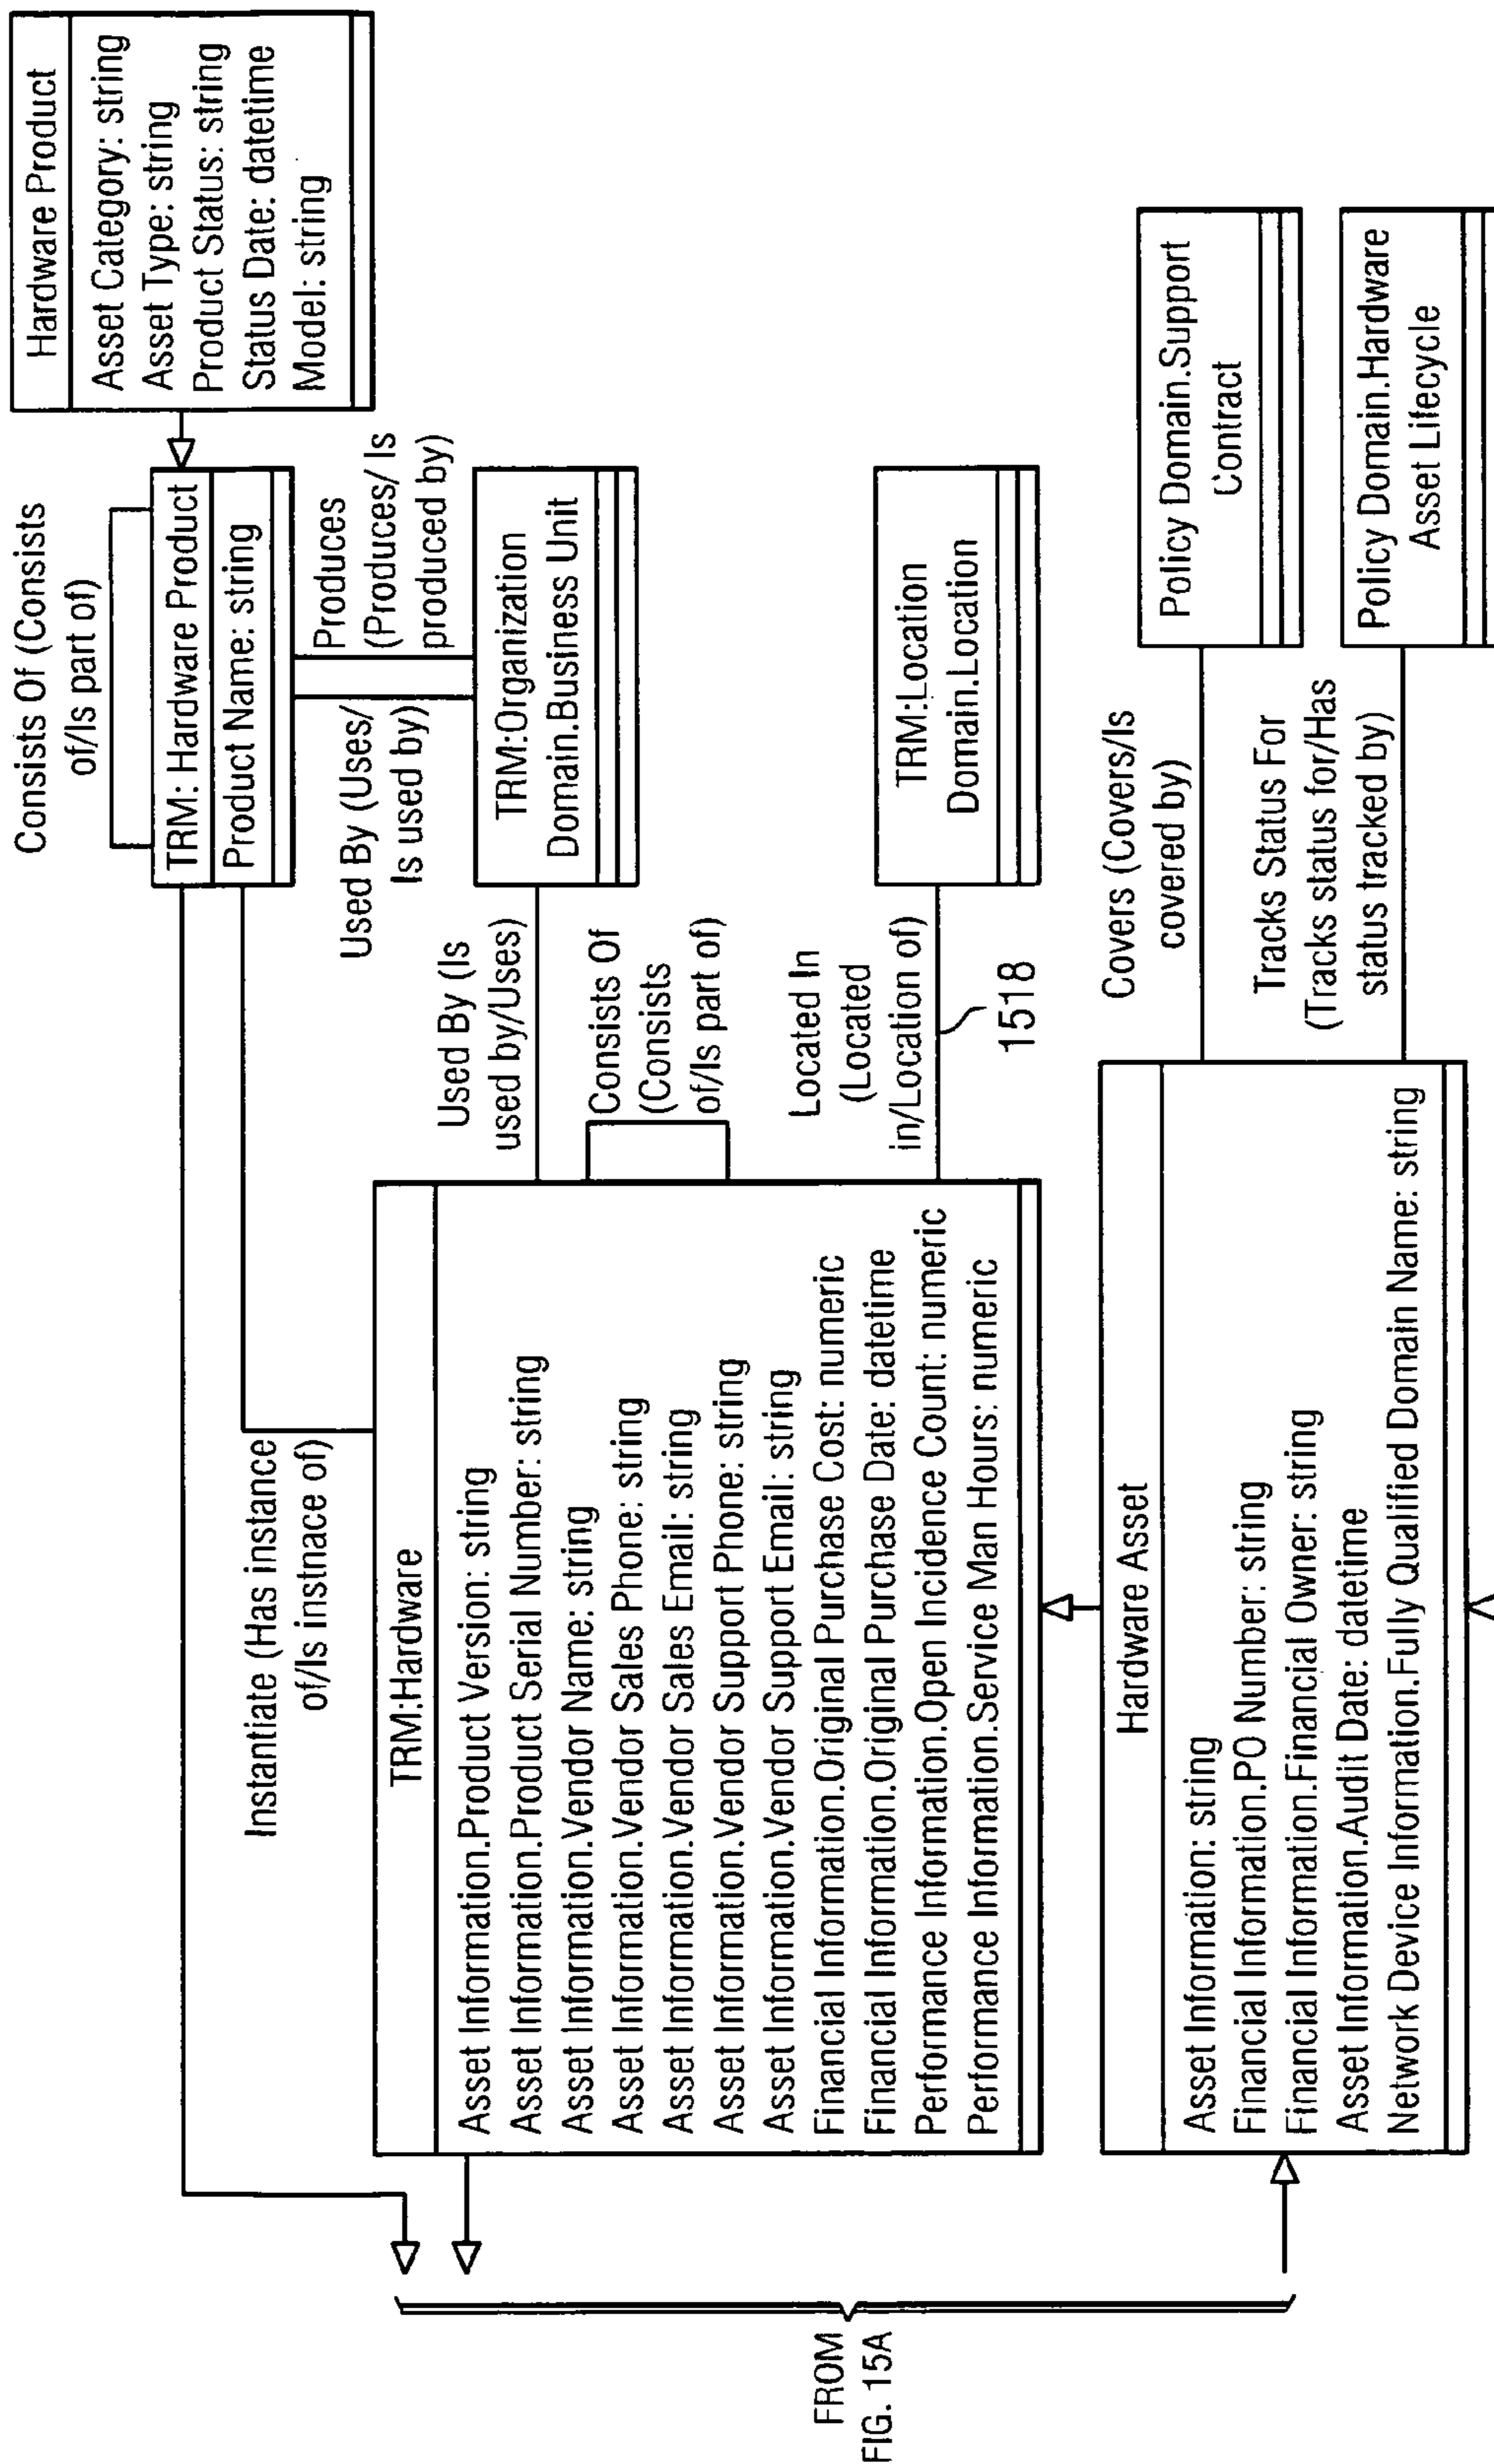 Hardware Product
Asset Category: string
Asset Type: string
Product Status: string
Status Date: datetime
Model: string
Consists Of (Consists
of/Is part of)
TRM: Hardware Product
Product Name: string
Produces
(Produces/ Is
produced by)
Used By (Uses/
Is used by)
TRM:Organization
Domain.Business Unit
Used By (Is
used by/Uses)
Consists Of
(Consists
of/Is part of)
TRM:Location
Domain.Location
Located In
(Located
in/Location of)
1518
Instantiate (Has instance
of/Is instnace of)
TRM:Hardware
Asset Information.Product Version: string
Asset Information.Product Serial Number: string
Asset Information.Vendor Name: string
Asset Information.Vendor Sales Phone: string
Asset Information.Vendor Sales Email: string
Asset Information.Vendor Support Phone: string
Asset Information.Vendor Support Email: string
Financial Information.Original Purchase Cost: numeric
Financial Information.Original Purchase Date: datetime
Performance Information.Open Incidence Count: numeric
Performance Information.Service Man Hours: numeric
Policy Domain.Support
Contract
Covers (Covers/Is
covered by)
Policy Domain.Hardware
Asset Lifecycle
Tracks Status For
(Tracks status for/Has
status tracked by)
Hardware Asset
Asset Information: string
Financial Information.PO Number: string
Financial Information.Financial Owner: string
Asset Information.Audit Date: datetime
Network Device Information.Fully Qualified Domain Name: string
FROM
FIG. 15A